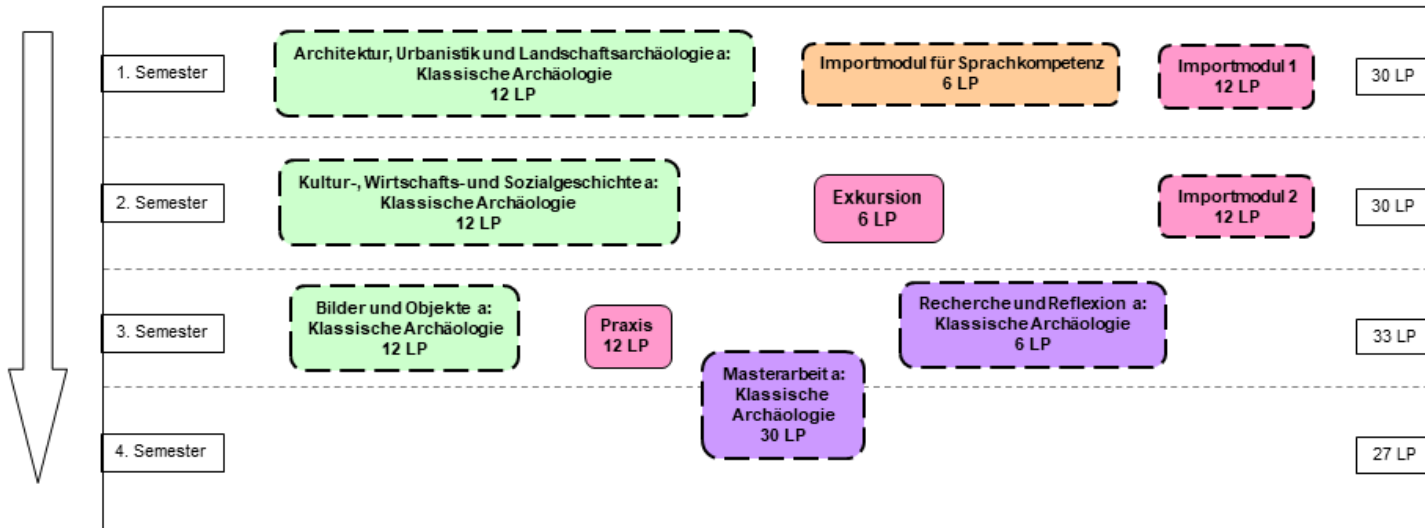 1. Semester
Architektur, Urbanistik und Landschaftsarchäologie a:
Klassische Archäologie
12 LP
Importmodul für Sprachkompetenz
6 LP
Importmodul 1
12 LP
30 LP
2. Semester
Kultur-, Wirtschafts- und Sozialgeschichte a:
Klassische Archäologie
12 LP
Exkursion
6 LP
Importmodul 2
12 LP
30 LP
3. Semester
Bilder und Objekte a:
Klassische Archäologie
12 LP
Praxis
12 LP
Recherche und Reflexion a:
Klassische Archäologie
6 LP
33 LP
Masterarbeit a:
Klassische
Archäologie
30 LP
4. Semester
27 LP